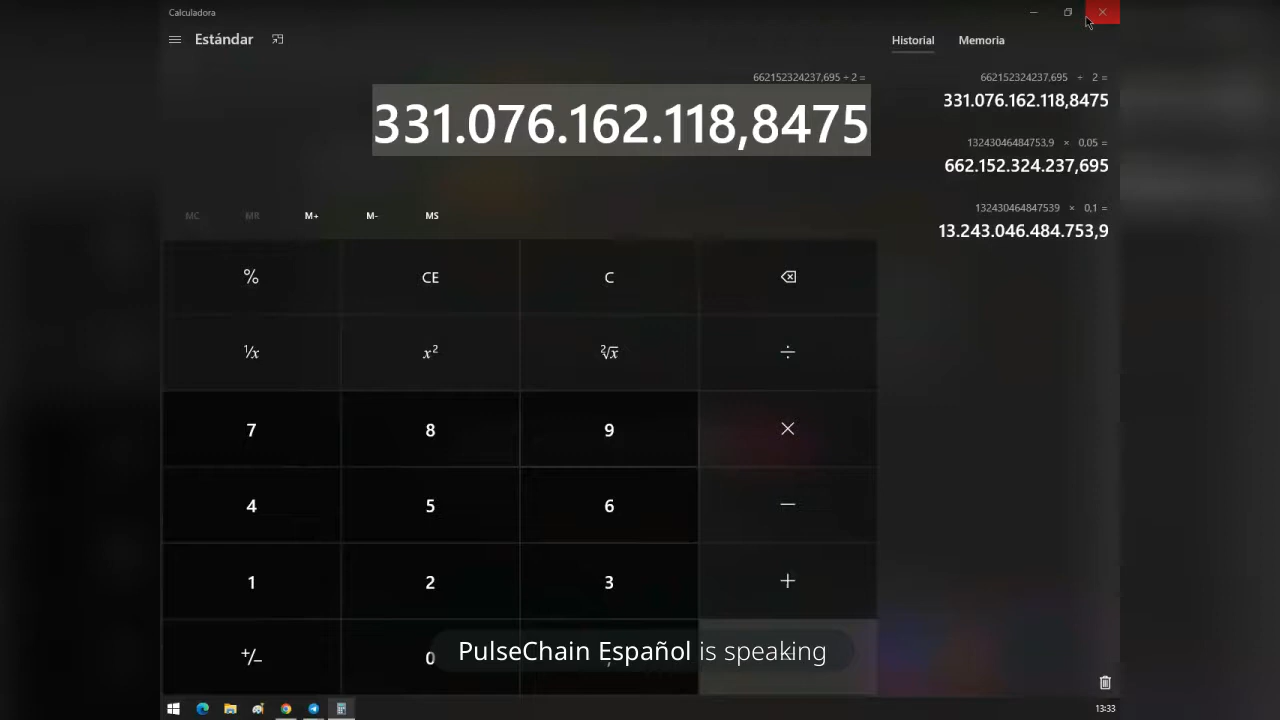 Calculadora
Estándar
Historial Memoria
662152324237,695 ÷ 2 =
331.076.162.118,8475
662152324237,695 ÷ 2 =
331.076.162.118,8475
13243046484753,9 × 0,05 =
662.152.324.237,695
132430464847539 × 0,1 =
13.243.046.484.753,9
MC MR M+ M- MS
% CE C
¹/x x² ²√x ÷
7 8 9 ×
4 5 6 −
1 2 3 +
+/− 0 ,
PulseChain Español is speaking
13:33